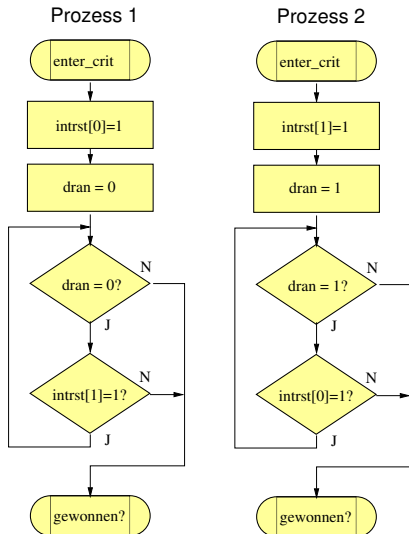 Prozess 1
enter_crit
intrst[0]=1
dran = 0
dran = 0?
N
J
intrst[1]=1?
N
J
gewonnen?
Prozess 2
enter_crit
intrst[1]=1
dran = 1
dran = 1?
N
J
intrst[0]=1?
N
J
gewonnen?